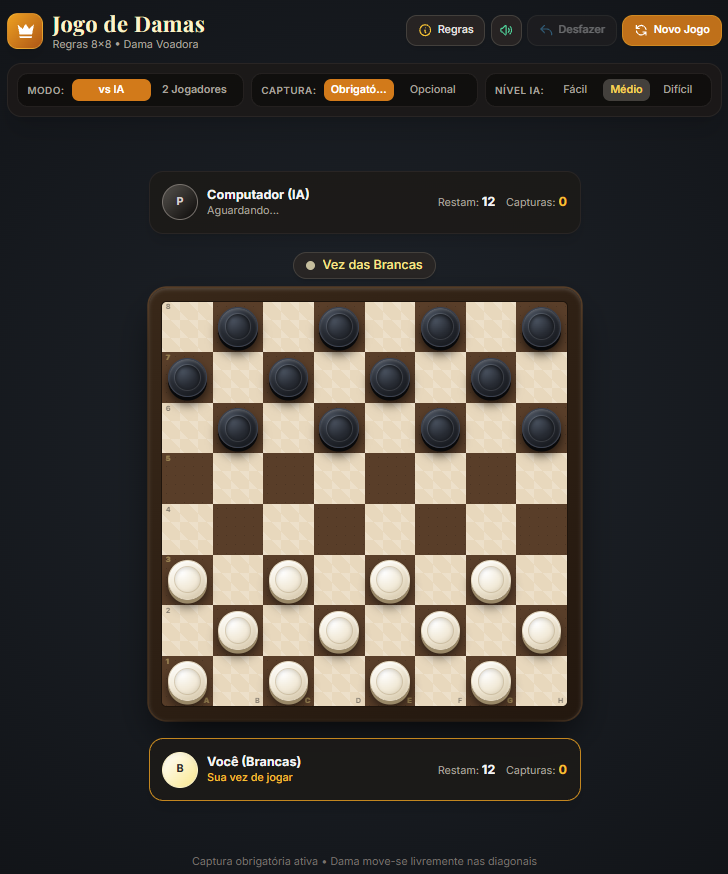 Jogo de Damas
Regras 8×8 • Dama Voadora
Regras
Desfazer
Novo Jogo
MODO: vs IA 2 Jogadores
CAPTURA: Obrigató... Opcional
NÍVEL IA: Fácil Médio Difícil
P
Computador (IA)
Aguardando...
Restam: 12 Capturas: 0
Vez das Brancas
8
7
6
5
4
3
2
1
A B C D E F G H
B
Você (Brancas)
Sua vez de jogar
Restam: 12 Capturas: 0
Captura obrigatória ativa • Dama move-se livremente nas diagonais